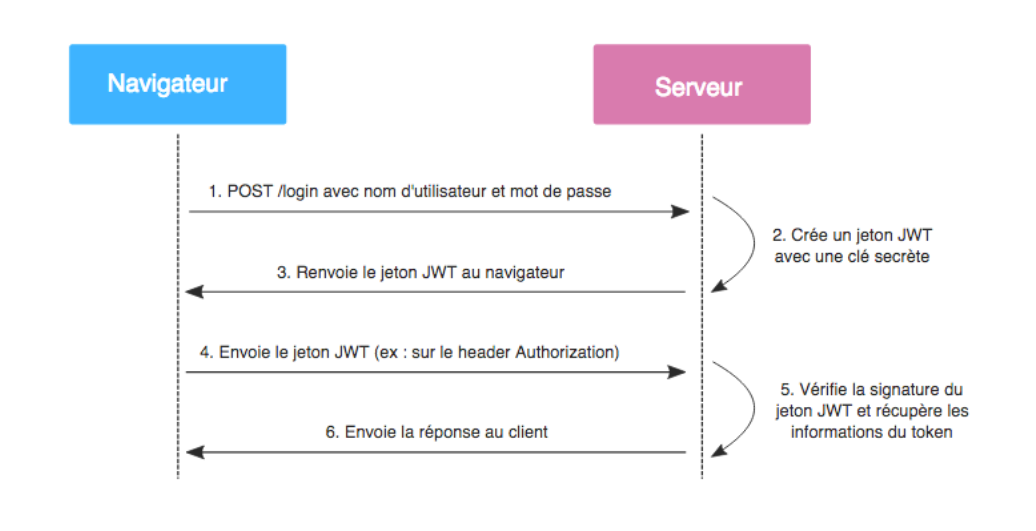 Navigateur
Serveur
1. POST /login avec nom d'utilisateur et mot de passe
2. Crée un jeton JWT
avec une clé secrète
3. Renvoie le jeton JWT au navigateur
4. Envoie le jeton JWT (ex : sur le header Authorization)
5. Vérifie la signature du
jeton JWT et récupère les
informations du token
6. Envoie la réponse au client